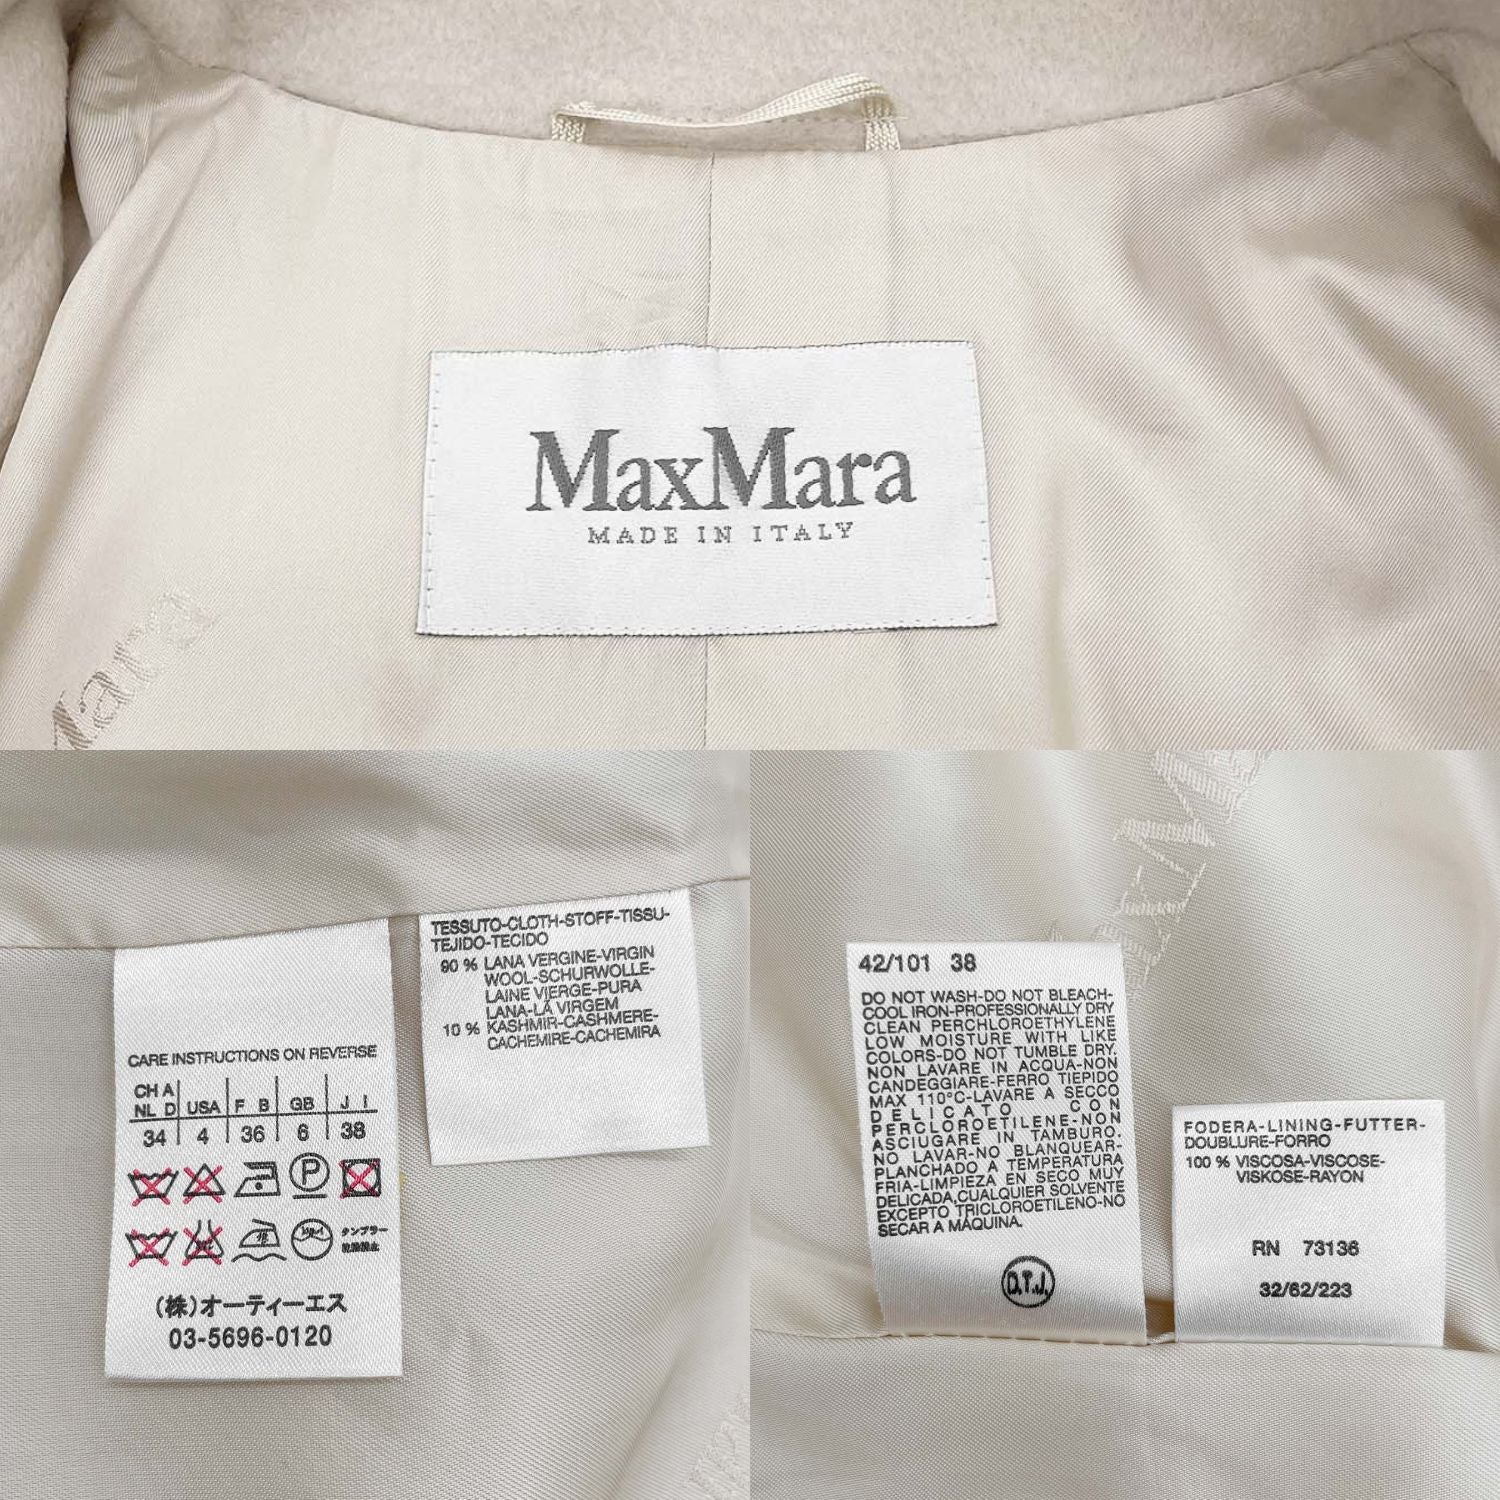 MaxMara
MADE IN ITALY
Mara
CARE INSTRUCTIONS ON REVERSE
CH A
NL D USA F B GB J I
34 4 36 6 38
P
タンブラー
乾燥禁止
(株)オーティーエス
03-5696-0120
TESSUTO-CLOTH-STOFF-TISSU-
TEJIDO-TECIDO
90 % LANA VERGINE-VIRGIN
WOOL-SCHURWOLLE-
LAINE VIERGE-PURA
LANA-LÃ VIRGEM
10 % KASHMIR-CASHMERE-
CACHEMIRE-CACHEMIRA
42/101 38
DO NOT WASH-DO NOT BLEACH-
COOL IRON-PROFESSIONALLY DRY
CLEAN PERCHLOROETHYLENE
LOW MOISTURE WITH LIKE
COLORS-DO NOT TUMBLE DRY.
NON LAVARE IN ACQUA-NON
CANDEGGIARE-FERRO TIEPIDO
MAX 110°C-LAVARE A SECCO
DELICATO CON
PERCLOROETILENE-NON
ASCIUGARE IN TAMBURO.
NO LAVAR-NO BLANQUEAR-
PLANCHADO A TEMPERATURA
FRIA-LIMPIEZA EN SECO MUY
DELICADA,CUALQUIER SOLVENTE
EXCEPTO TRICLOROETILENO-NO
SECAR A MÁQUINA.
D.T.J.
FODERA-LINING-FUTTER-
DOUBLURE-FORRO
100 % VISCOSA-VISCOSE-
VISKOSE-RAYON
RN 73136
32/62/223